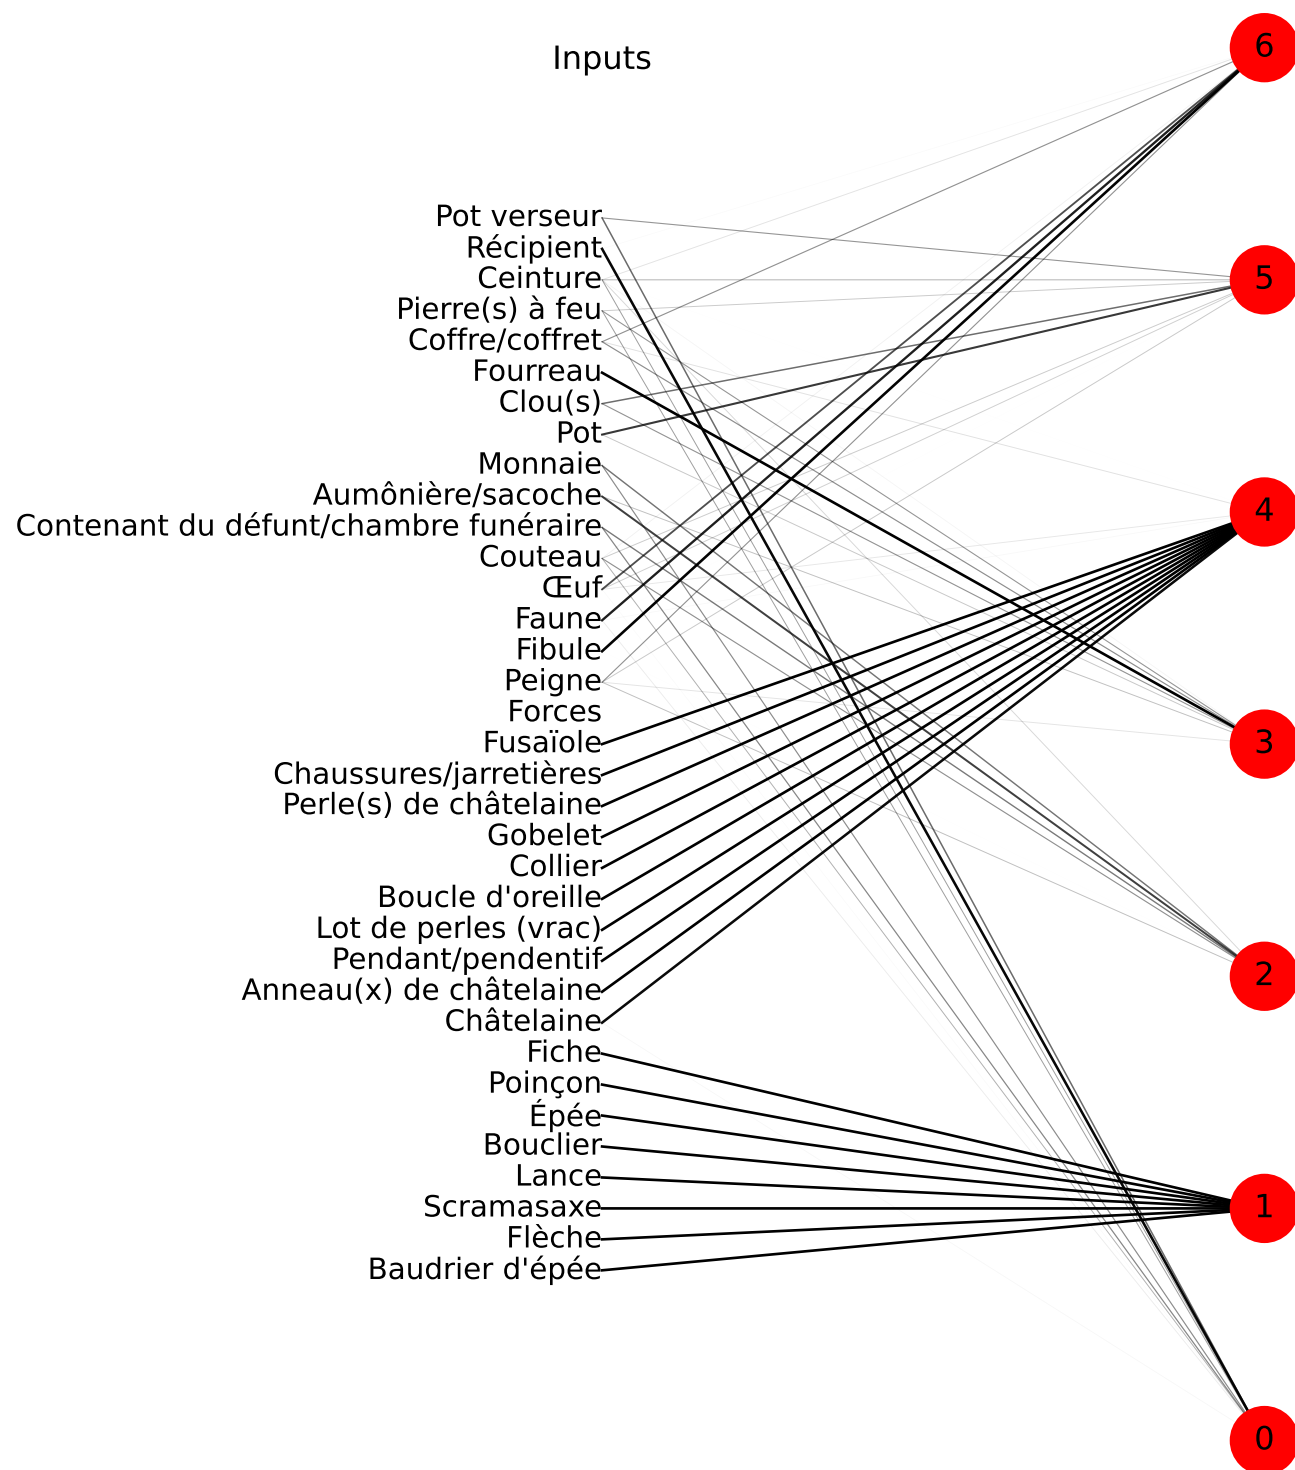 Inputs
6
Pot verseur
Récipient
Ceinture
5
Pierre(s) à feu
Coffre/coffret
Fourreau
Clou(s)
Pot
Monnaie
Aumônière/sacoche
4
Contenant du défunt/chambre funéraire
Couteau
Œuf
Faune
Fibule
Peigne
Forces
Fusaïole
3
Chaussures/jarretières
Perle(s) de châtelaine
Gobelet
Collier
Boucle d'oreille
Lot de perles (vrac)
Pendant/pendentif
2
Anneau(x) de châtelaine
Châtelaine
Fiche
Poinçon
Épée
Bouclier
Lance
Scramasaxe
1
Flèche
Baudrier d'épée
0